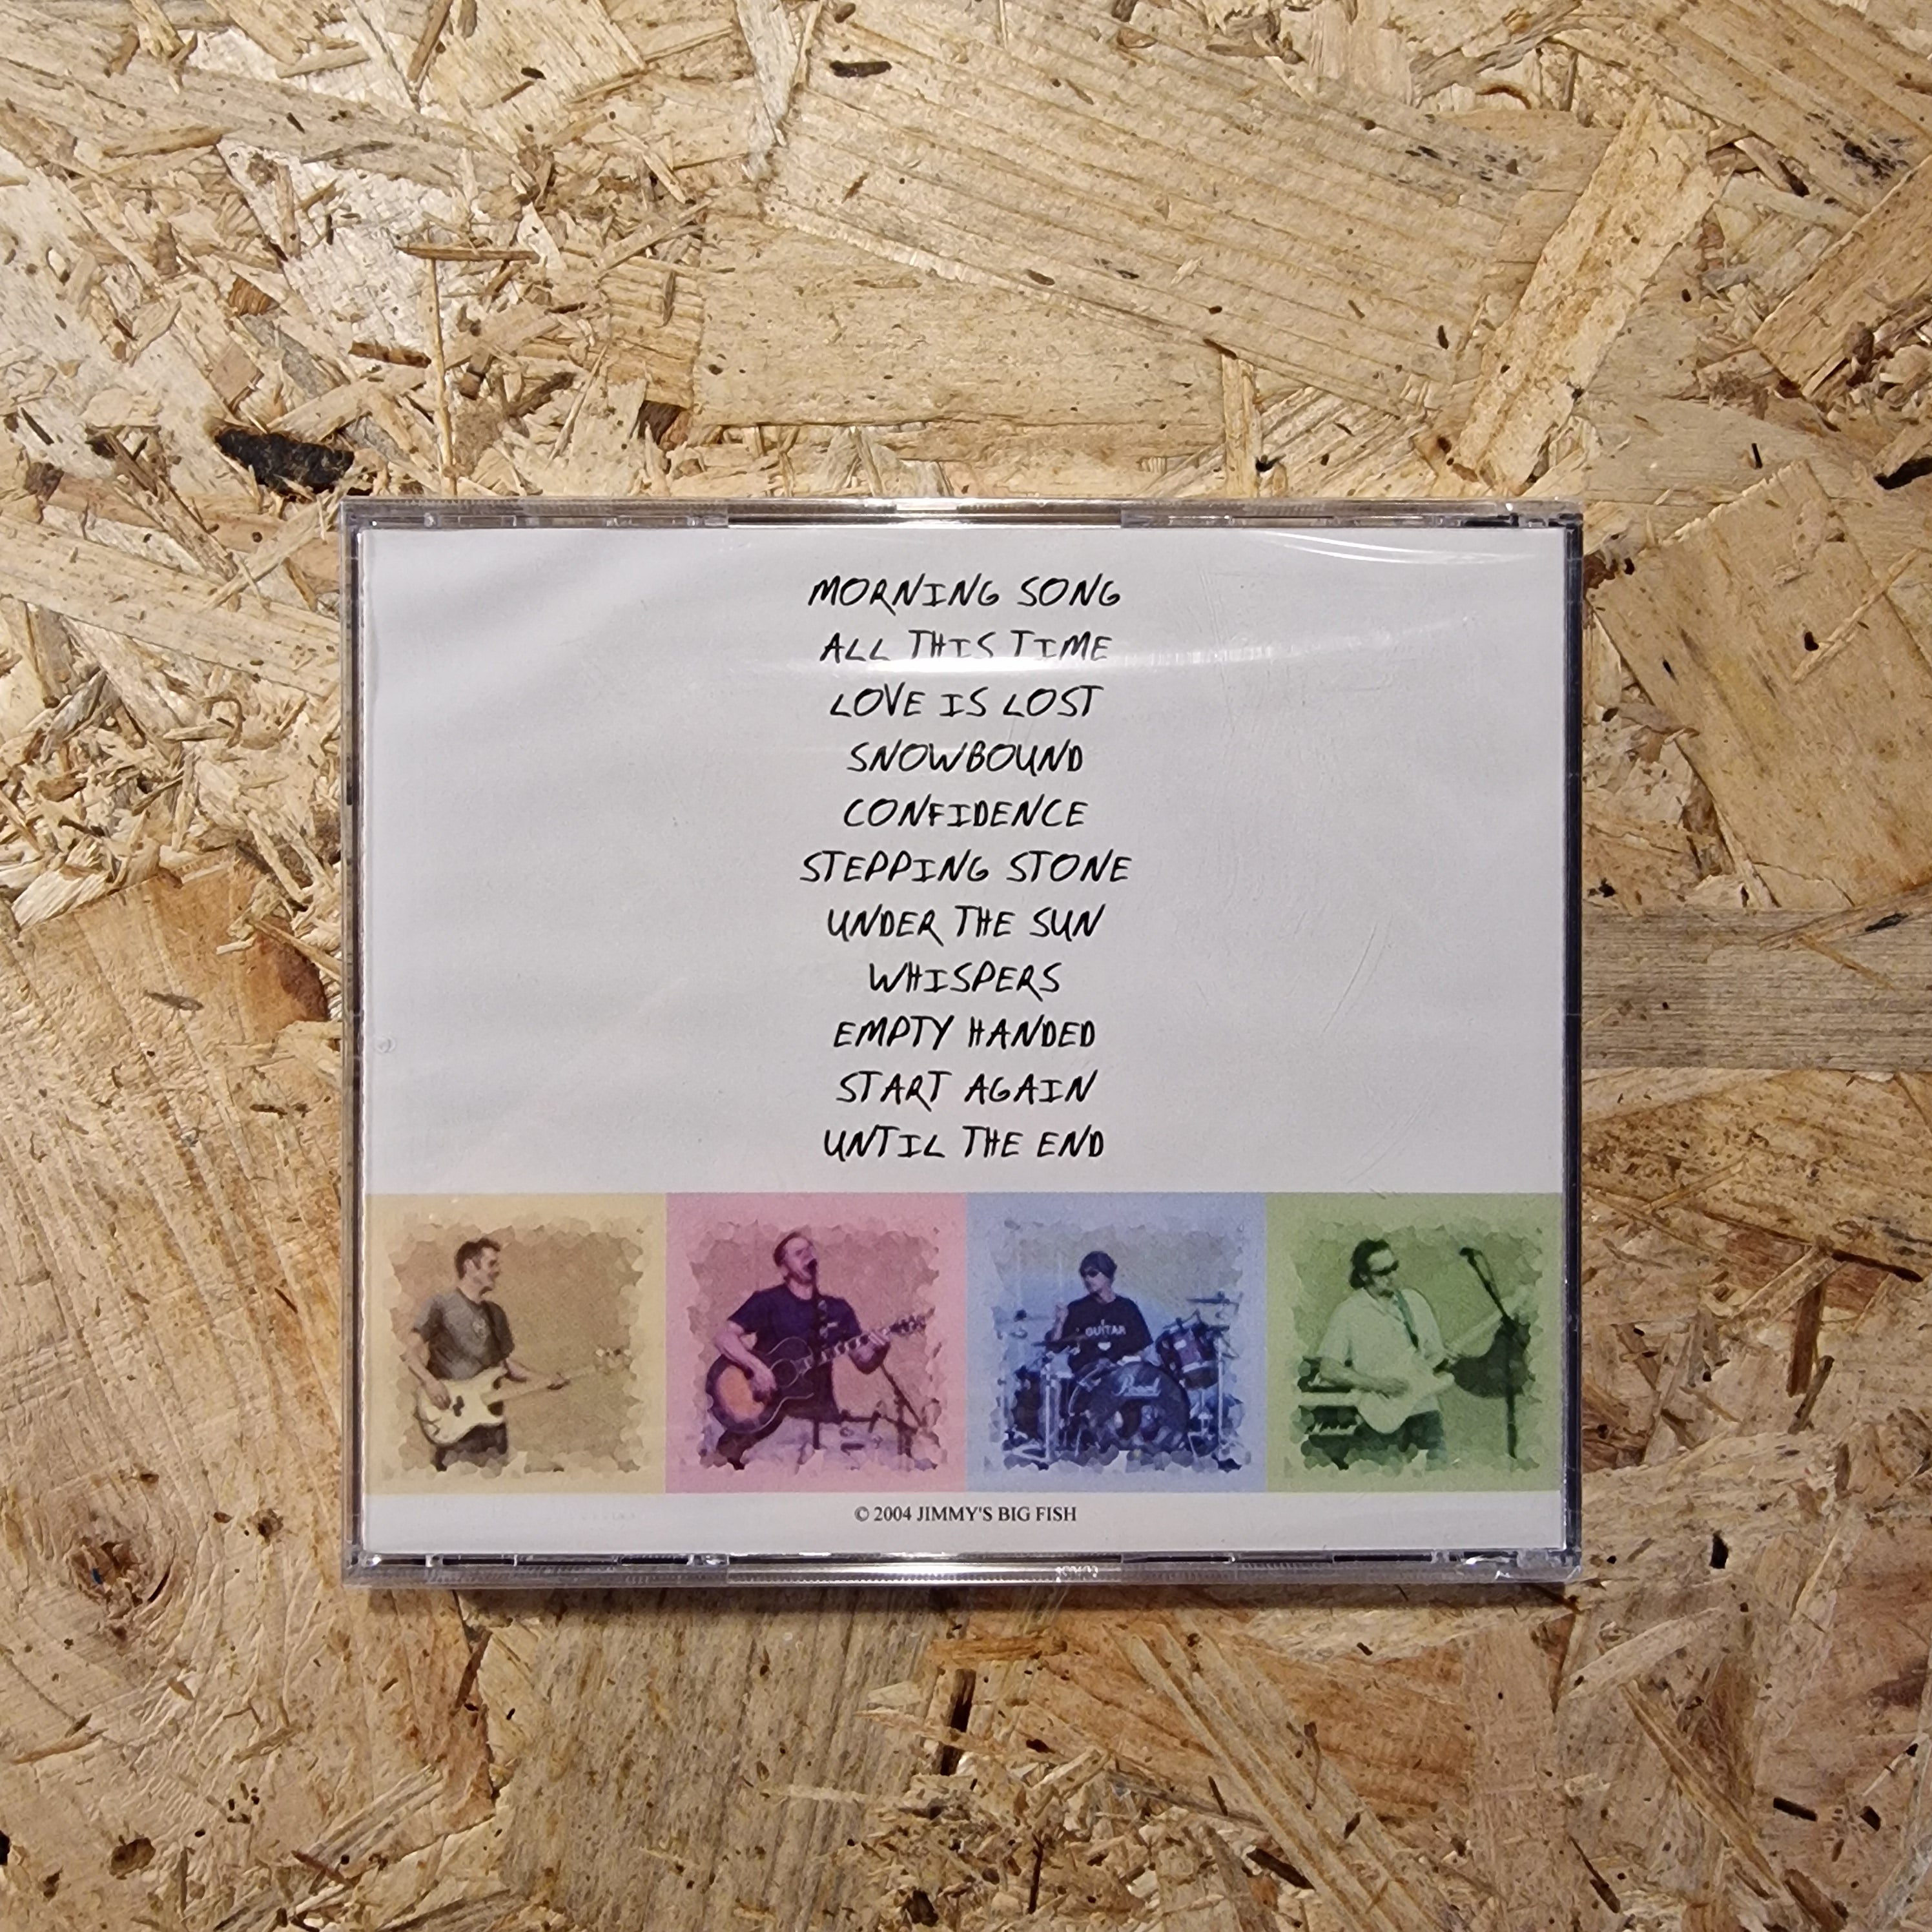 MORNING SONG
ALL THIS TIME
LOVE IS LOST
SNOWBOUND
CONFIDENCE
STEPPING STONE
UNDER THE SUN
WHISPERS
EMPTY HANDED
START AGAIN
UNTIL THE END
GUITAR
© 2004 JIMMY'S BIG FISH